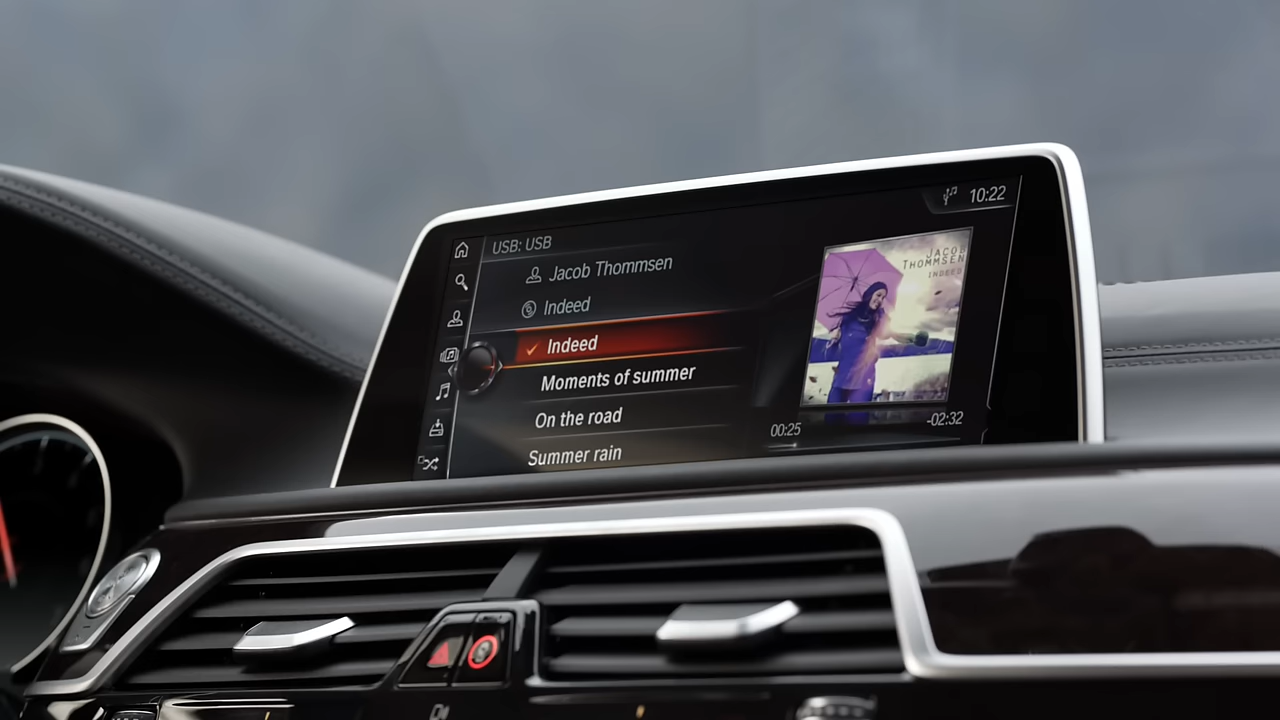 10:22
USB: USB
Jacob Thommsen
Indeed
Indeed
Moments of summer
On the road
Summer rain
JACOB
THOMMSEN
INDEED
00:25
-02:32